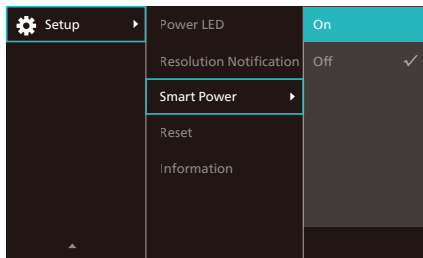 Setup
Power LED
Resolution Notification
Smart Power
Reset
Information
On
Off